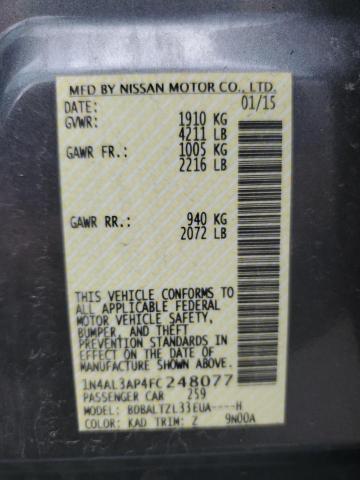 MFD BY NISSAN MOTOR CO., LTD.
DATE: 01/15
GVWR: 1910 KG
4211 LB
GAWR FR.: 1005 KG
2216 LB
GAWR RR.: 940 KG
2072 LB
THIS VEHICLE CONFORMS TO
ALL APPLICABLE FEDERAL
MOTOR VEHICLE SAFETY,
BUMPER, AND THEFT
PREVENTION STANDARDS IN
EFFECT ON THE DATE OF
MANUFACTURE SHOWN ABOVE.
1N4AL3AP4FC248077
PASSENGER CAR 259
MODEL: BDBALTZL33EUA----H
COLOR: KAD TRIM: Z 9N00A